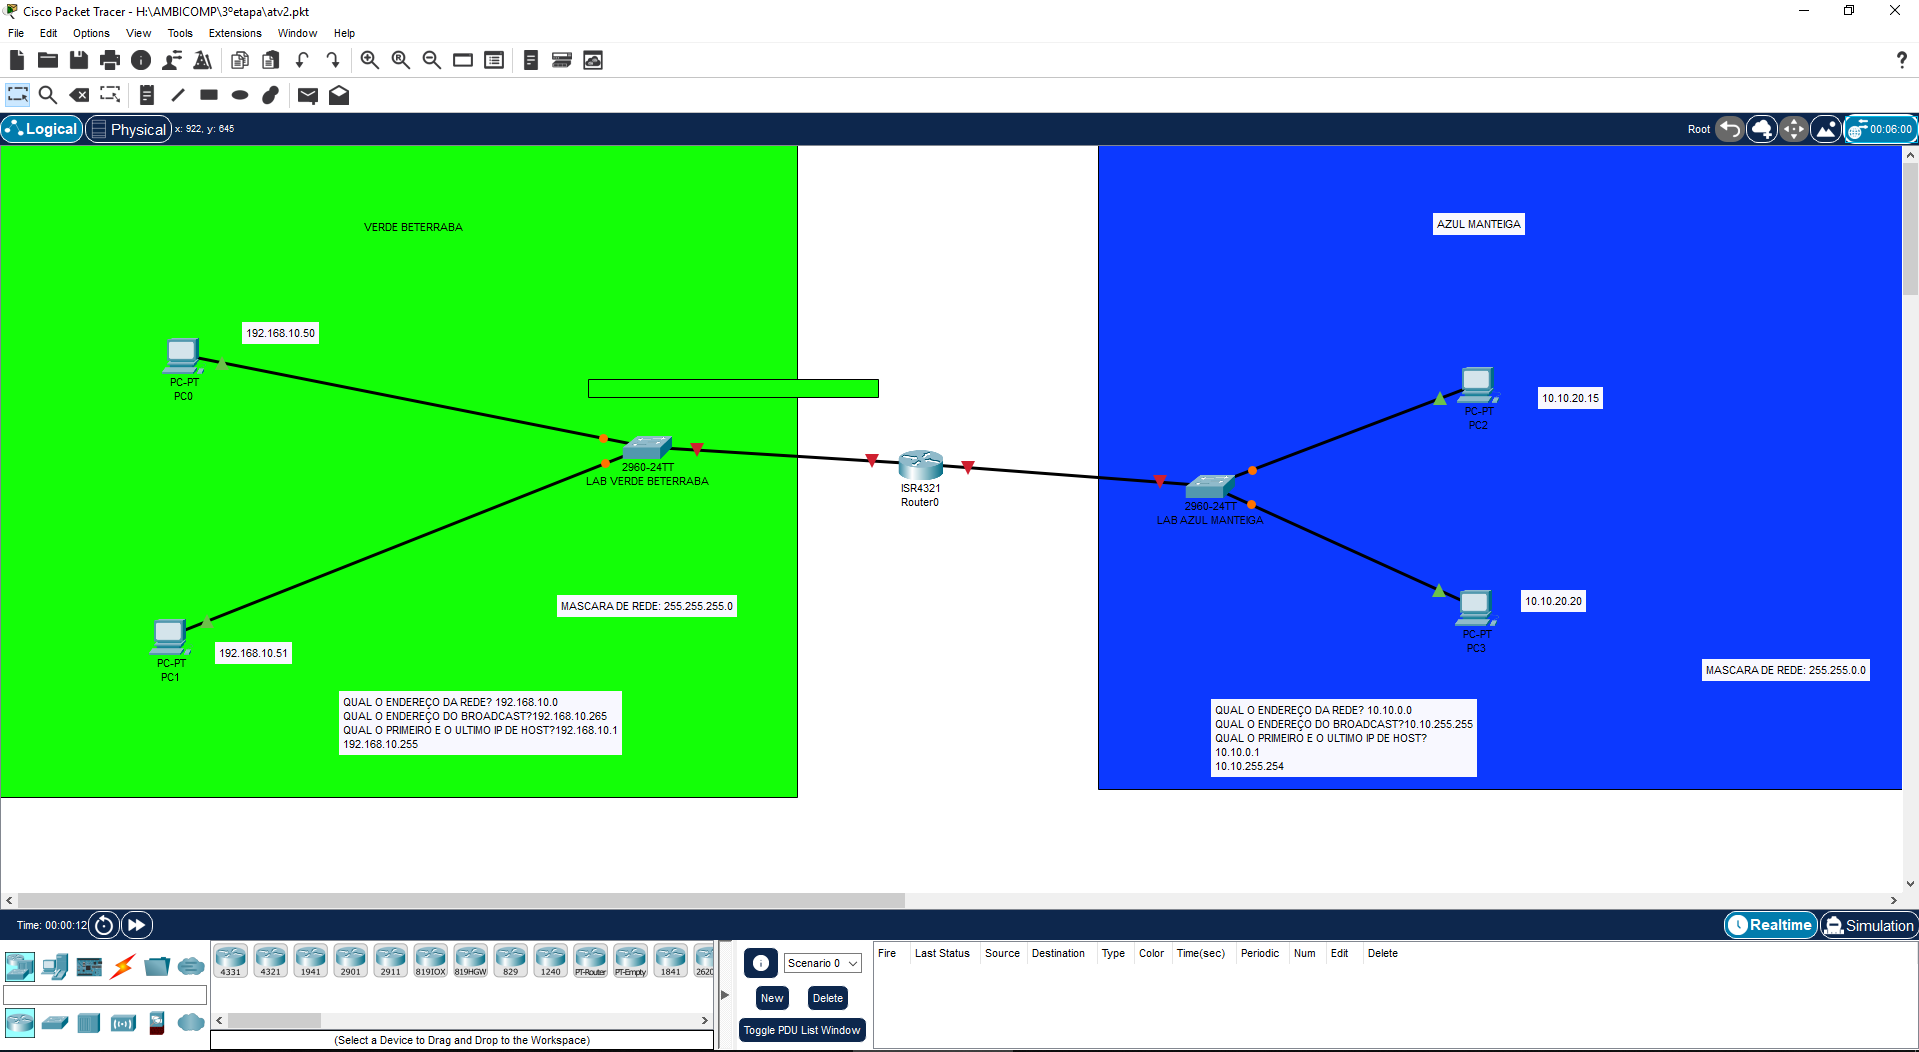 Cisco Packet Tracer - H:\AMBICOMP\3ºetapa\atv2.pkt
File Edit Options View Tools Extensions Window Help
?
Logical Physical x: 922, y: 645 Root 00:06:00
VERDE BETERRABA
AZUL MANTEIGA
192.168.10.50
PC-PT
PC0
2960-24TT
LAB VERDE BETERRABA
ISR4321
Router0
PC-PT
PC2
10.10.20.15
2960-24TT
LAB AZUL MANTEIGA
MASCARA DE REDE: 255.255.255.0
10.10.20.20
PC-PT
PC3
192.168.10.51
PC-PT
PC1
MASCARA DE REDE: 255.255.0.0
QUAL O ENDEREÇO DA REDE? 192.168.10.0
QUAL O ENDEREÇO DO BROADCAST?192.168.10.265
QUAL O PRIMEIRO E O ULTIMO IP DE HOST?192.168.10.1
192.168.10.255
QUAL O ENDEREÇO DA REDE? 10.10.0.0
QUAL O ENDEREÇO DO BROADCAST?10.10.255.255
QUAL O PRIMEIRO E O ULTIMO IP DE HOST?
10.10.0.1
10.10.255.254
Time: 00:00:12 Realtime Simulation
4331 4321 1941 2901 2911 819IOX 819HGW 829 1240 PT-Router PT-Empty 1841 2620
Scenario 0
New Delete
Toggle PDU List Window
Fire Last Status Source Destination Type Color Time(sec) Periodic Num Edit Delete
(Select a Device to Drag and Drop to the Workspace)